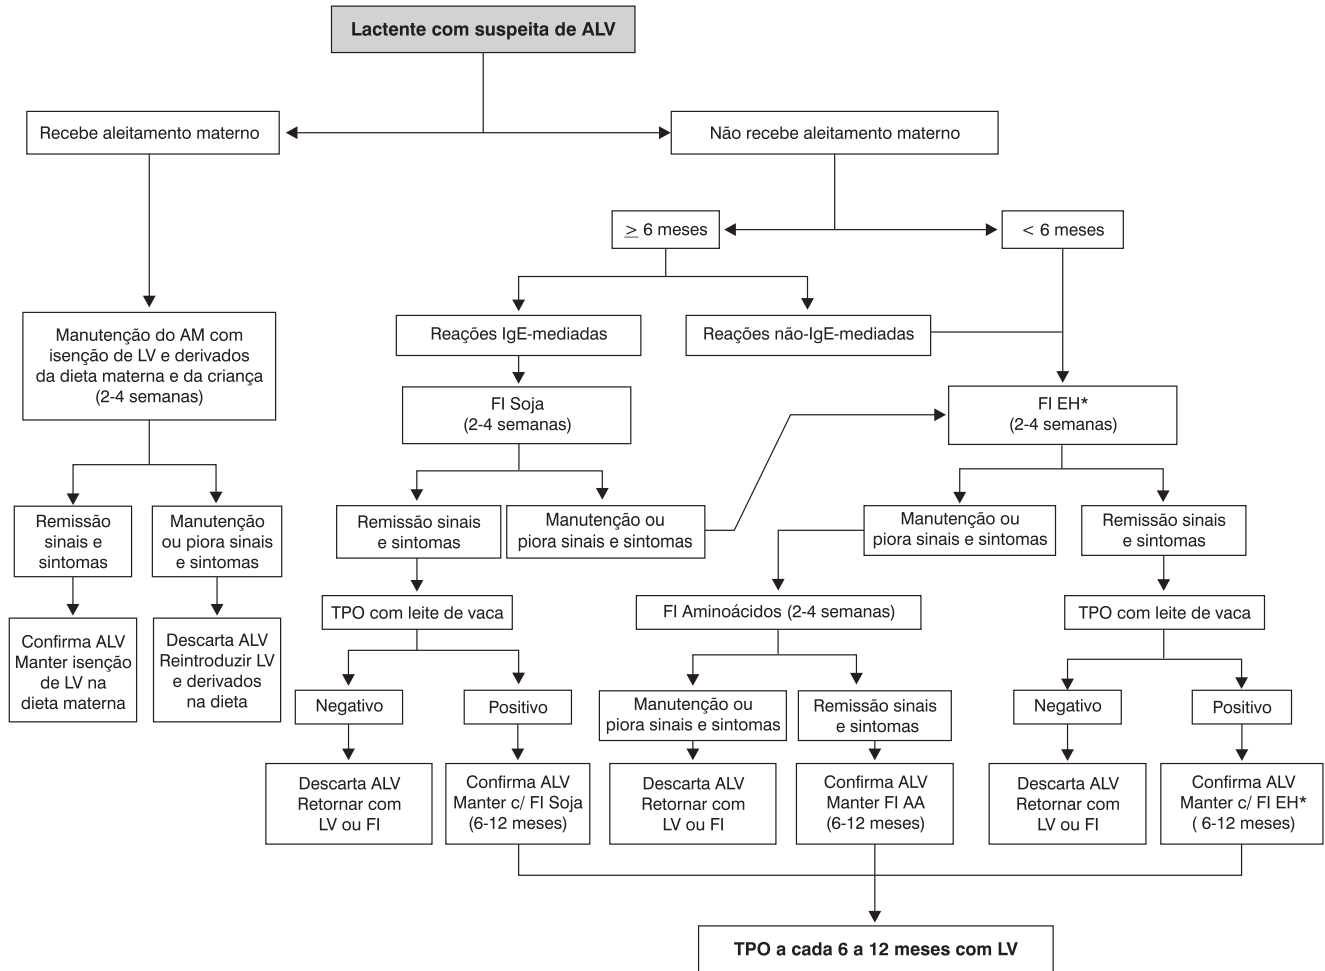 Lactente com suspeita de ALV
Recebe aleitamento materno
Não recebe aleitamento materno
≥ 6 meses
< 6 meses
Manutenção do AM com
isenção de LV e derivados
da dieta materna e da criança
(2-4 semanas)
Reações IgE-mediadas
Reações não-IgE-mediadas
FI Soja
(2-4 semanas)
FI EH*
(2-4 semanas)
Remissão
sinais e
sintomas
Manutenção
ou piora sinais
e sintomas
Remissão sinais
e sintomas
Manutenção ou
piora sinais e sintomas
Manutenção ou
piora sinais e sintomas
Remissão sinais
e sintomas
Confirma ALV
Manter isenção
de LV na
dieta materna
Descarta ALV
Reintroduzir LV
e derivados
na dieta
TPO com leite de vaca
FI Aminoácidos (2-4 semanas)
TPO com leite de vaca
Negativo
Positivo
Manutenção ou
piora sinais e sintomas
Remissão sinais
e sintomas
Negativo
Positivo
Descarta ALV
Retornar com
LV ou FI
Confirma ALV
Manter c/ FI Soja
(6-12 meses)
Descarta ALV
Retornar com
LV ou FI
Confirma ALV
Manter FI AA
(6-12 meses)
Descarta ALV
Retornar com
LV ou FI
Confirma ALV
Manter c/ FI EH*
( 6-12 meses)
TPO a cada 6 a 12 meses com LV